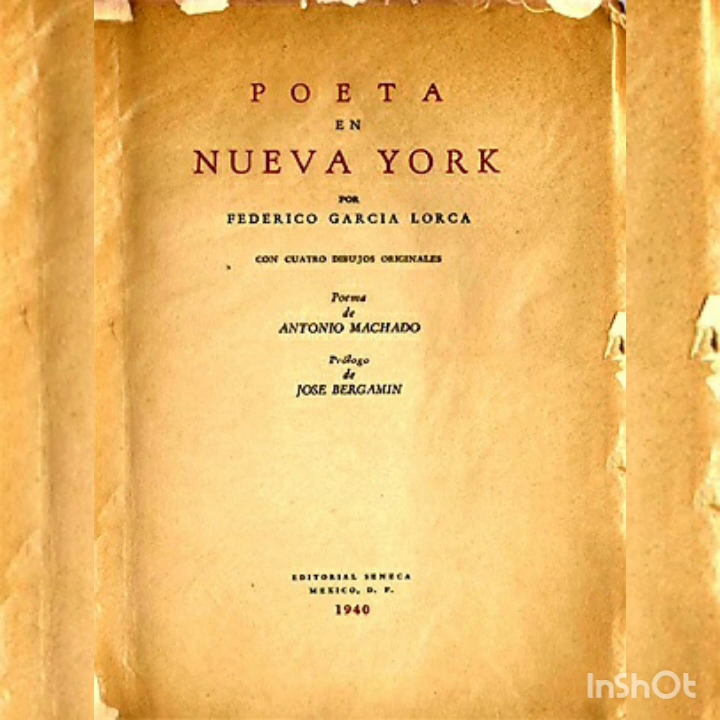 POETA
EN
NUEVA YORK
POR
FEDERICO GARCIA LORCA
CON CUATRO DIBUJOS ORIGINALES
Poema
de
ANTONIO MACHADO
Prólogo
de
JOSE BERGAMIN
EDITORIAL SENECA
MEXICO, D. F.
1940
InShOt